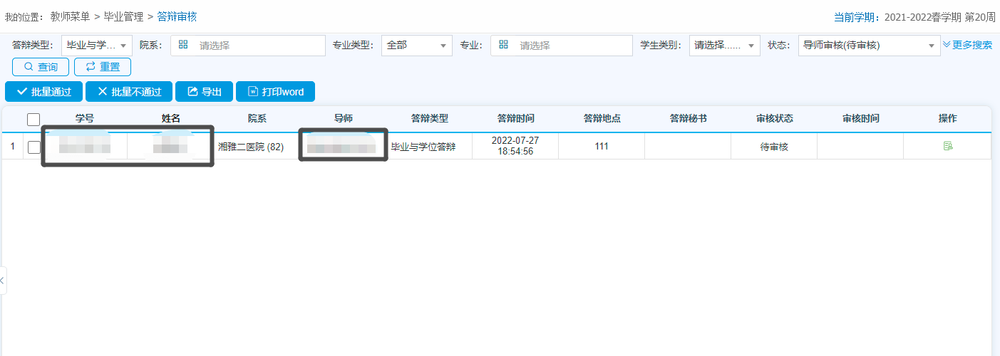 我的位置： 教师菜单 > 毕业管理 > 答辩审核 当前学期： 2021-2022春学期 第20周
答辩类型： 毕业与学... 院系： 请选择 专业类型： 全部 专业： 请选择 学生类别： 请选择...... 状态： 导师审核(待审核) 更多搜索
查询 重置
批量通过 批量不通过 导出 打印word
学号 姓名 院系 导师 答辩类型 答辩时间 答辩地点 答辩秘书 审核状态 审核时间 操作
1 湘雅二医院 (82) 毕业与学位答辩 2022-07-27 111 待审核
18:54:56